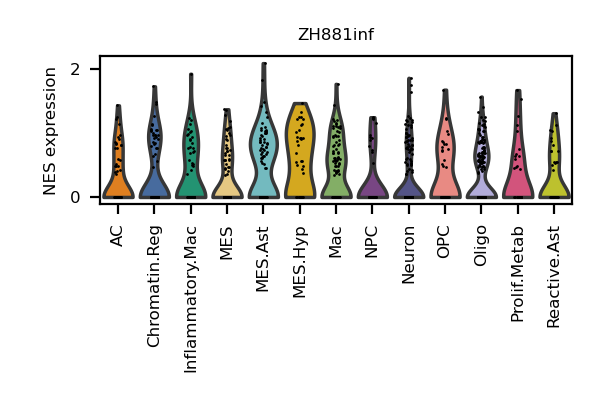 ZH881inf
NES expression
2
0
AC
Chromatin.Reg
Inflammatory.Mac
MES
MES.Ast
MES.Hyp
Mac
NPC
Neuron
OPC
Oligo
Prolif.Metab
Reactive.Ast